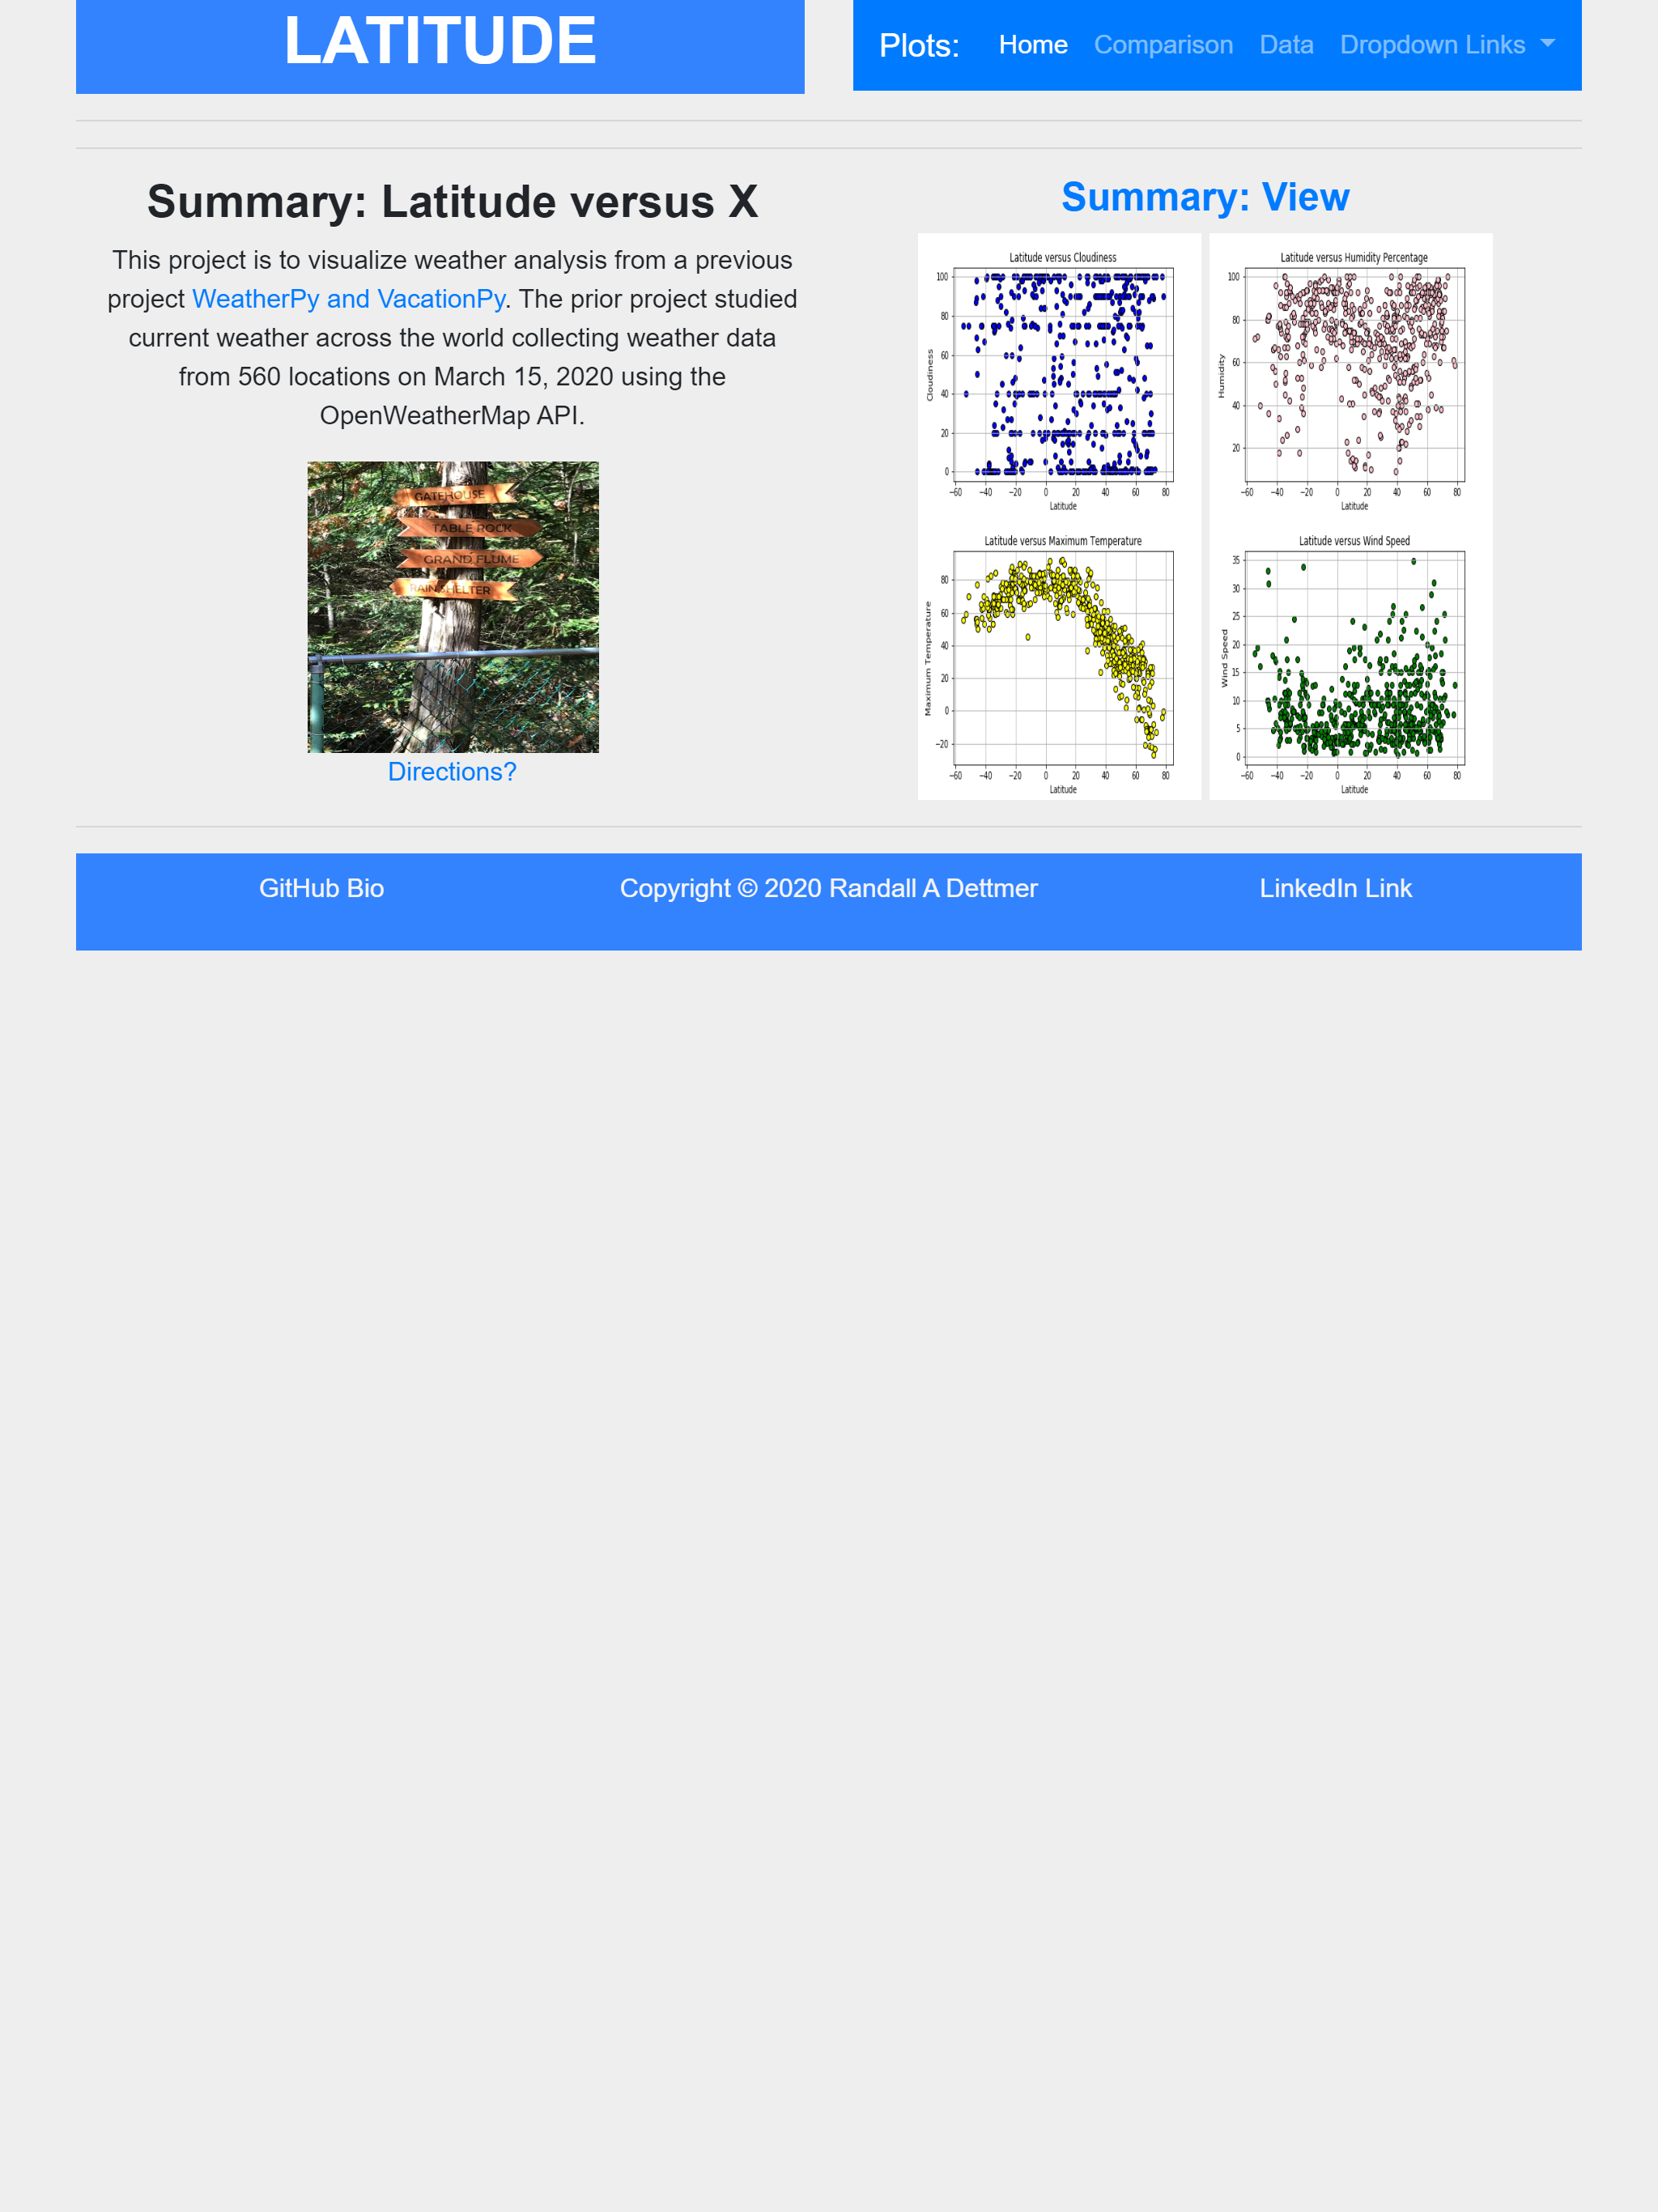 LATITUDE
Plots: Home Comparison Data Dropdown Links
Summary: Latitude versus X
This project is to visualize weather analysis from a previous
project WeatherPy and VacationPy. The prior project studied
current weather across the world collecting weather data
from 560 locations on March 15, 2020 using the
OpenWeatherMap API.
GATEHOUSE
TABLE ROCK
GRAND FLUME
RAIN SHELTER
Directions?
Summary: View
Latitude versus Cloudiness
Cloudiness
100
80
60
40
20
0
−60 −40 −20 0 20 40 60 80
Latitude
Latitude versus Humidity Percentage
Humidity
100
80
60
40
20
−60 −40 −20 0 20 40 60 80
Latitude
Latitude versus Maximum Temperature
Maximum Temperature
80
60
40
20
0
−20
−60 −40 −20 0 20 40 60 80
Latitude
Latitude versus Wind Speed
Wind Speed
35
30
25
20
15
10
5
0
−60 −40 −20 0 20 40 60 80
Latitude
GitHub Bio
Copyright © 2020 Randall A Dettmer
LinkedIn Link